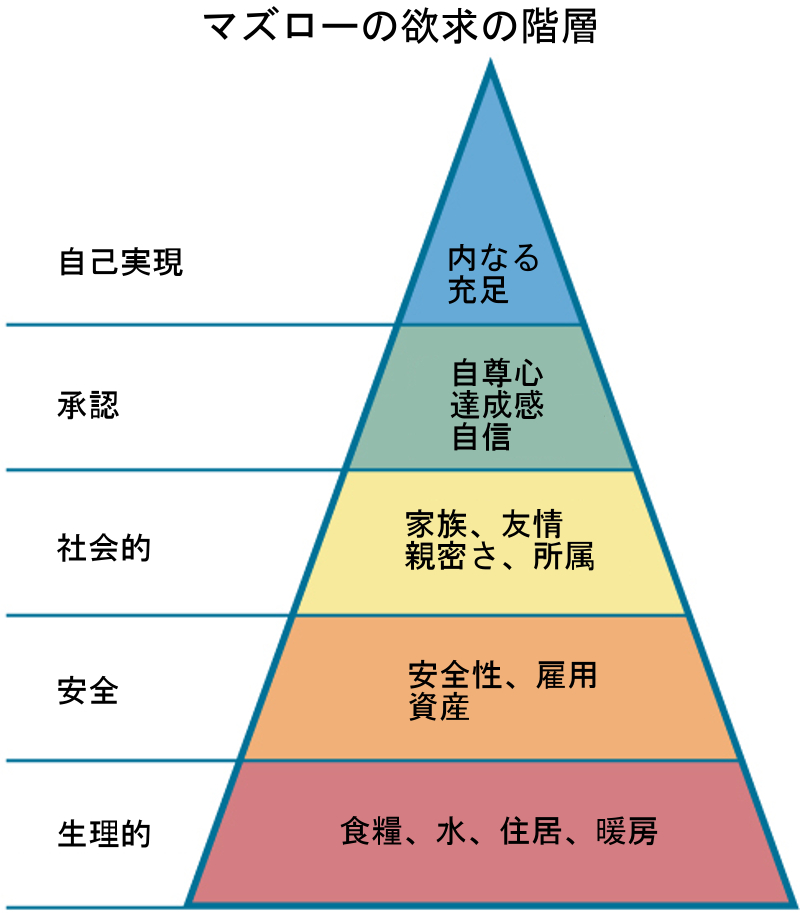 マズローの欲求の階層
自己実現
内なる
充足
承認
自尊心
達成感
自信
社会的
家族、友情
親密さ、所属
安全
安全性、雇用
資産
生理的
食糧、水、住居、暖房